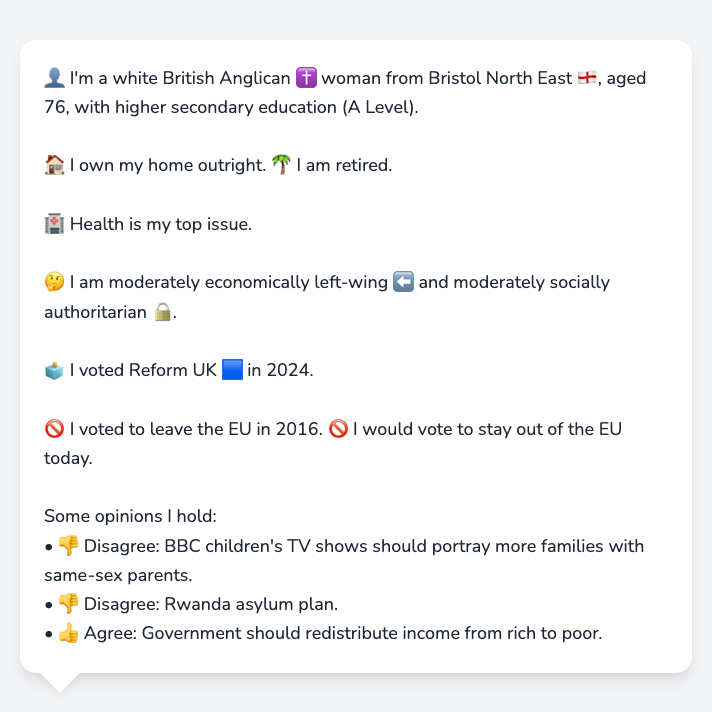 👤 I'm a white British Anglican ✝️ woman from Bristol North East 🏴󠁧󠁢󠁥󠁮󠁧󠁿, aged
76, with higher secondary education (A Level).
🏠 I own my home outright. 🌴 I am retired.
🏥 Health is my top issue.
🤔 I am moderately economically left-wing ⬅️ and moderately socially
authoritarian 🔒.
🗳️ I voted Reform UK 🟦 in 2024.
🚫 I voted to leave the EU in 2016. 🚫 I would vote to stay out of the EU
today.
Some opinions I hold:
• 👎 Disagree: BBC children's TV shows should portray more families with
same-sex parents.
• 👎 Disagree: Rwanda asylum plan.
• 👍 Agree: Government should redistribute income from rich to poor.